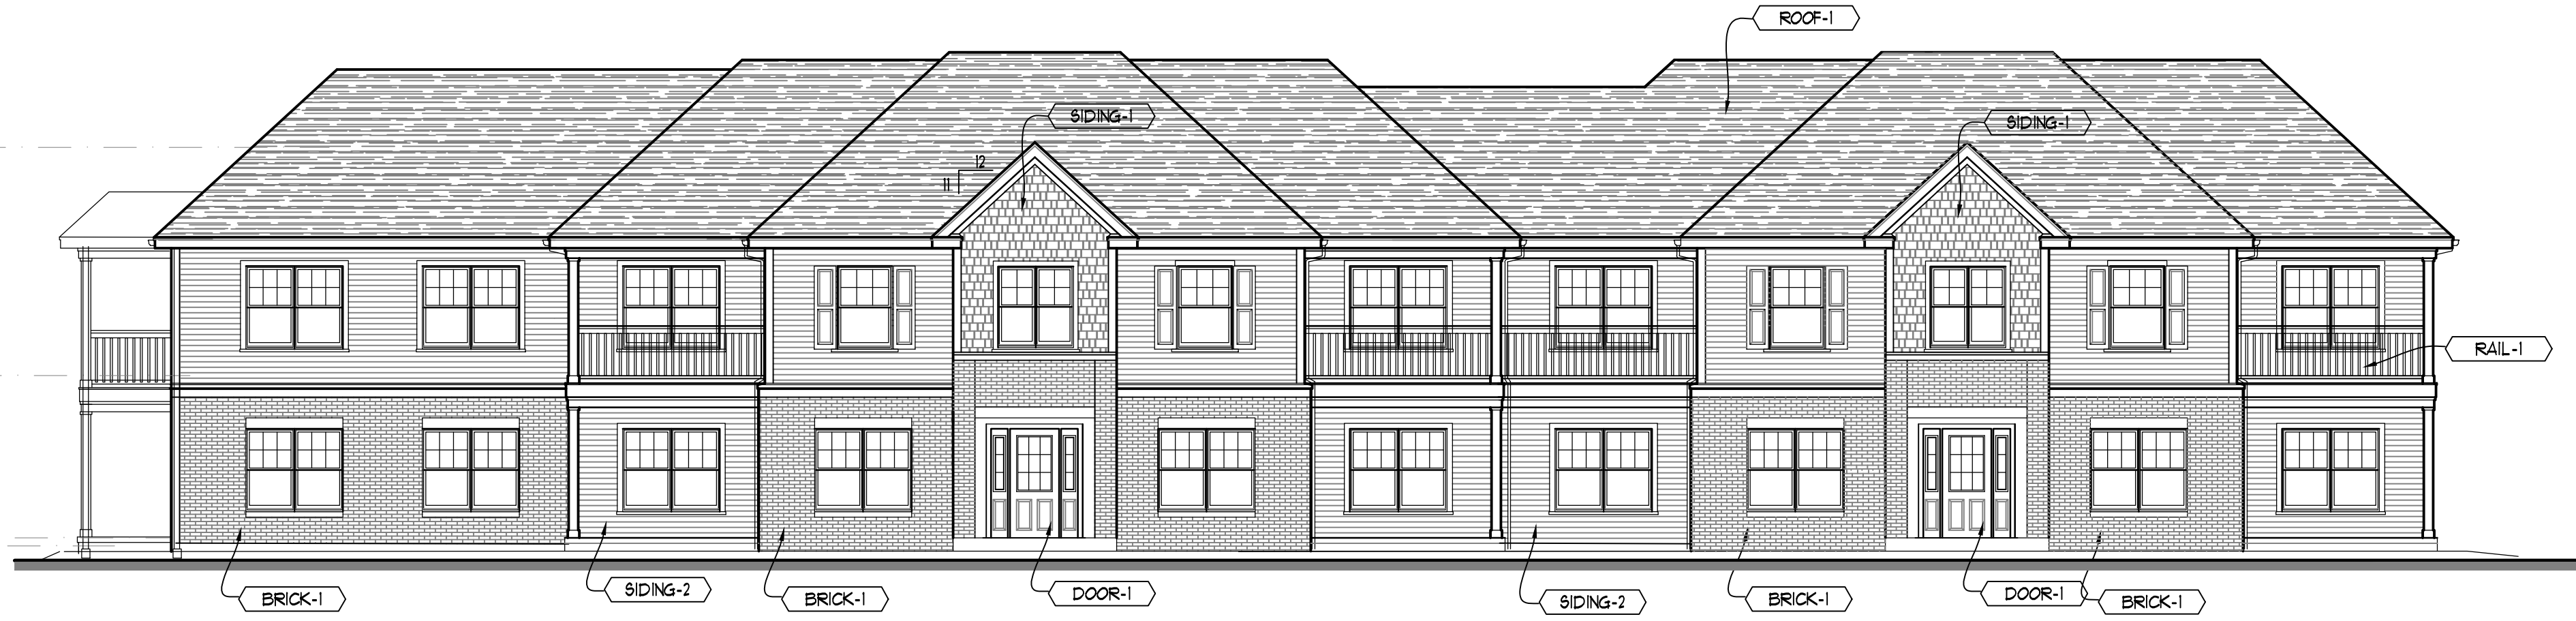 ROOF-1
SIDING-1
SIDING-1
12
11
RAIL-1
BRICK-1
SIDING-2
BRICK-1
DOOR-1
SIDING-2
BRICK-1
DOOR-1
BRICK-1